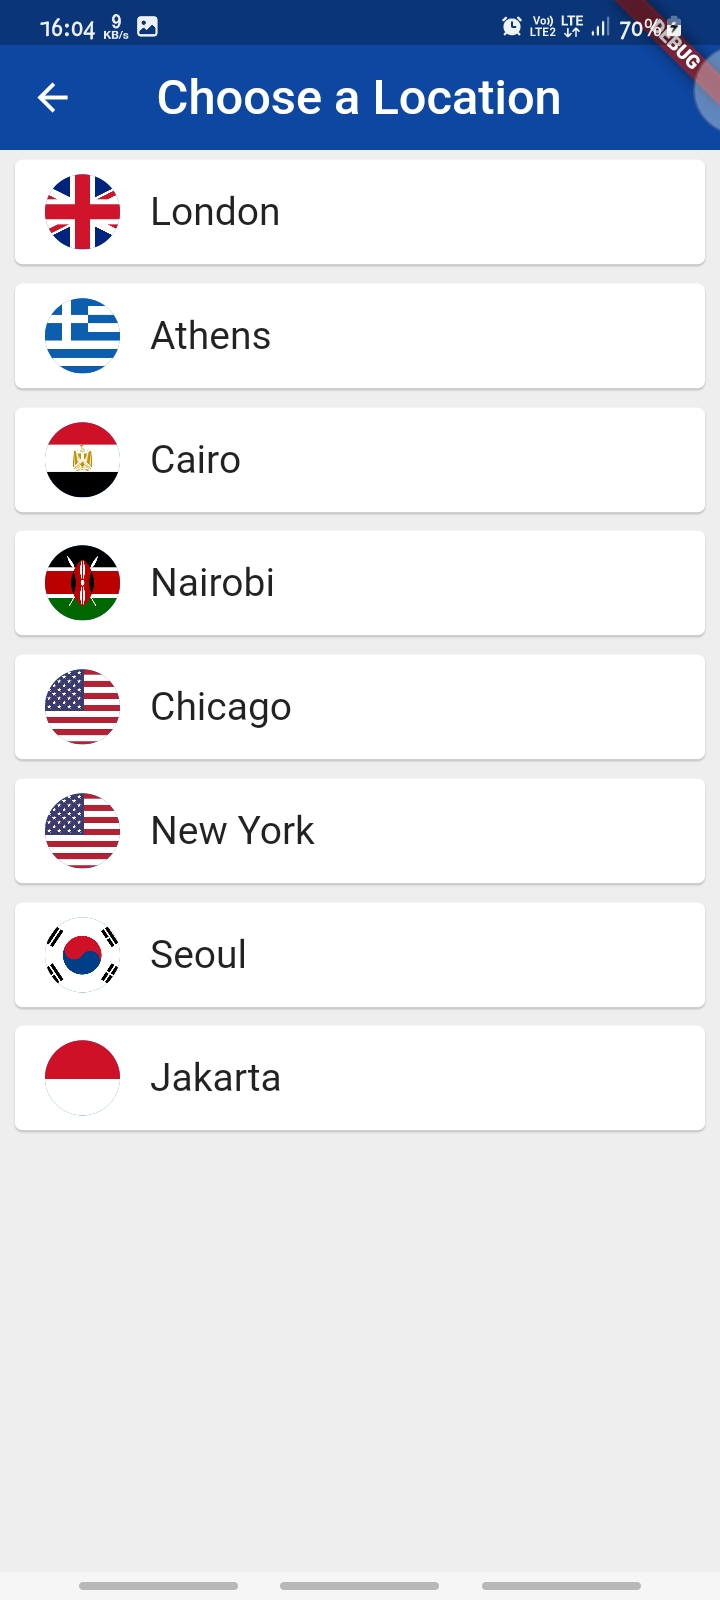 16:04 9 KB/s Vo) LTE LTE2 70%
DEBUG
Choose a Location
London
Athens
Cairo
Nairobi
Chicago
New York
Seoul
Jakarta